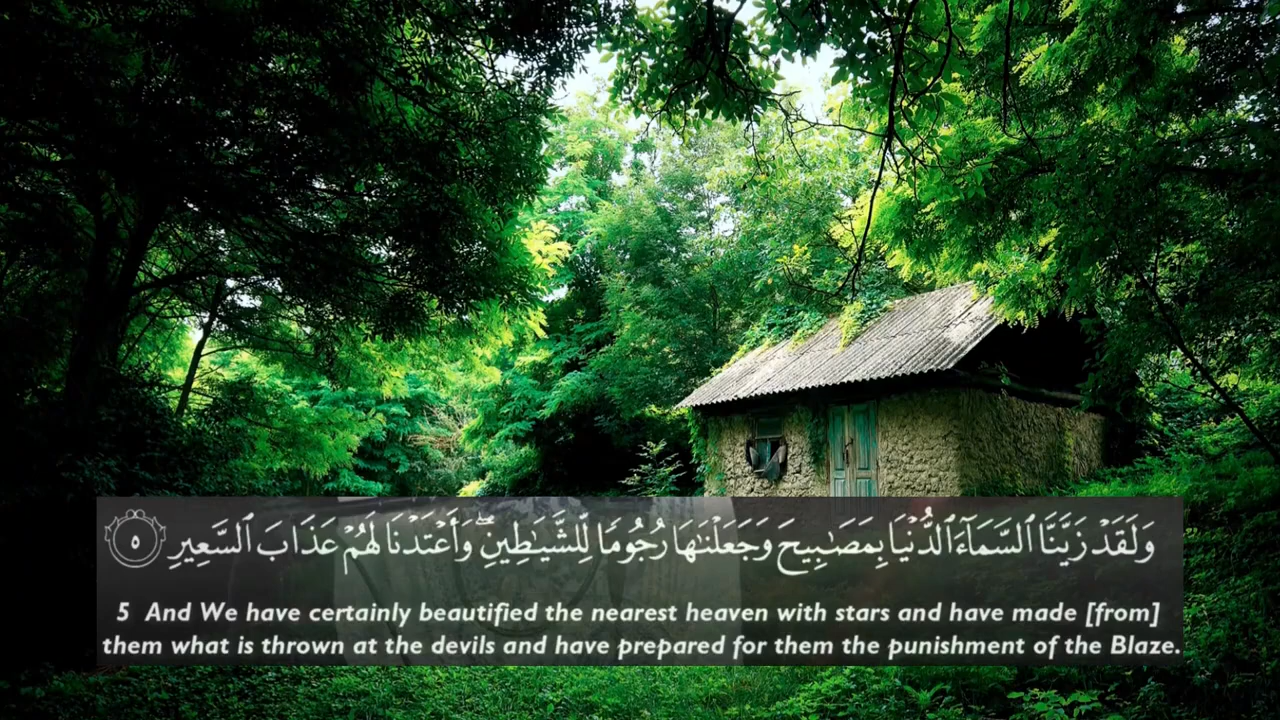 وَلَقَدْ زَيَّنَّا ٱلسَّمَآءَ ٱلدُّنْيَا بِمَصَـٰبِيحَ وَجَعَلْنَـٰهَا رُجُومًا لِّلشَّيَـٰطِينِ ۖ وَأَعْتَدْنَا لَهُمْ عَذَابَ ٱلسَّعِيرِ ٥
5 And We have certainly beautified the nearest heaven with stars and have made [from]
them what is thrown at the devils and have prepared for them the punishment of the Blaze.